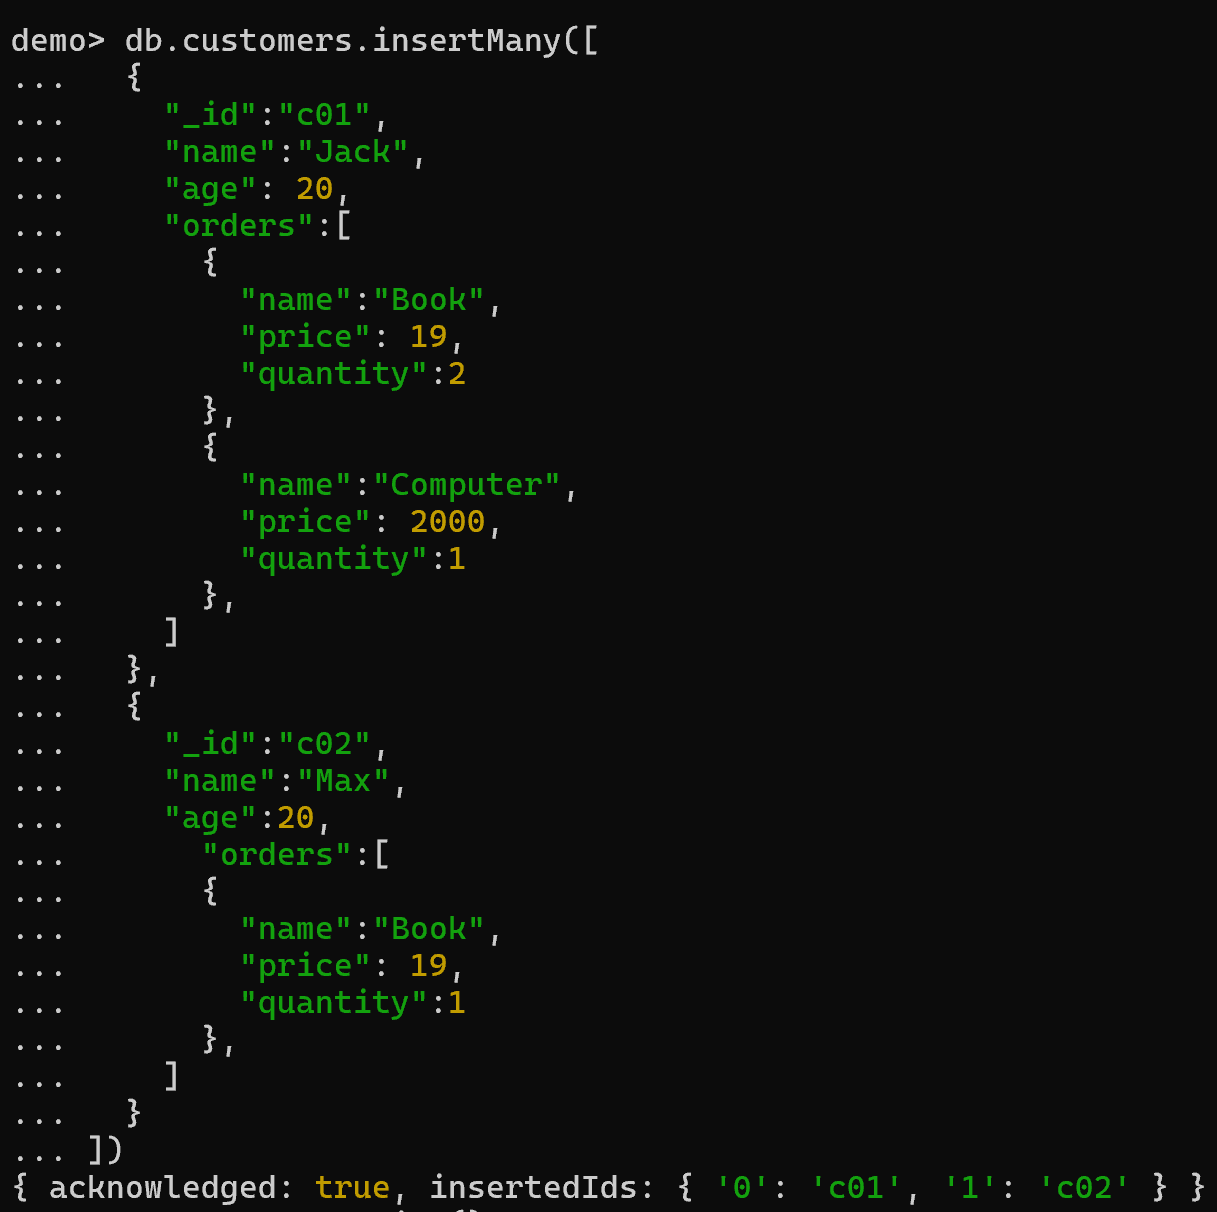 demo> db.customers.insertMany([
...   {
...     "_id":"c01",
...     "name":"Jack",
...     "age": 20,
...     "orders":[
...       {
...         "name":"Book",
...         "price": 19,
...         "quantity":2
...       },
...       {
...         "name":"Computer",
...         "price": 2000,
...         "quantity":1
...       },
...     ]
...   },
...   {
...     "_id":"c02",
...     "name":"Max",
...     "age":20,
...       "orders":[
...       {
...         "name":"Book",
...         "price": 19,
...         "quantity":1
...       },
...     ]
...   }
... ])
{ acknowledged: true, insertedIds: { '0': 'c01', '1': 'c02' } }